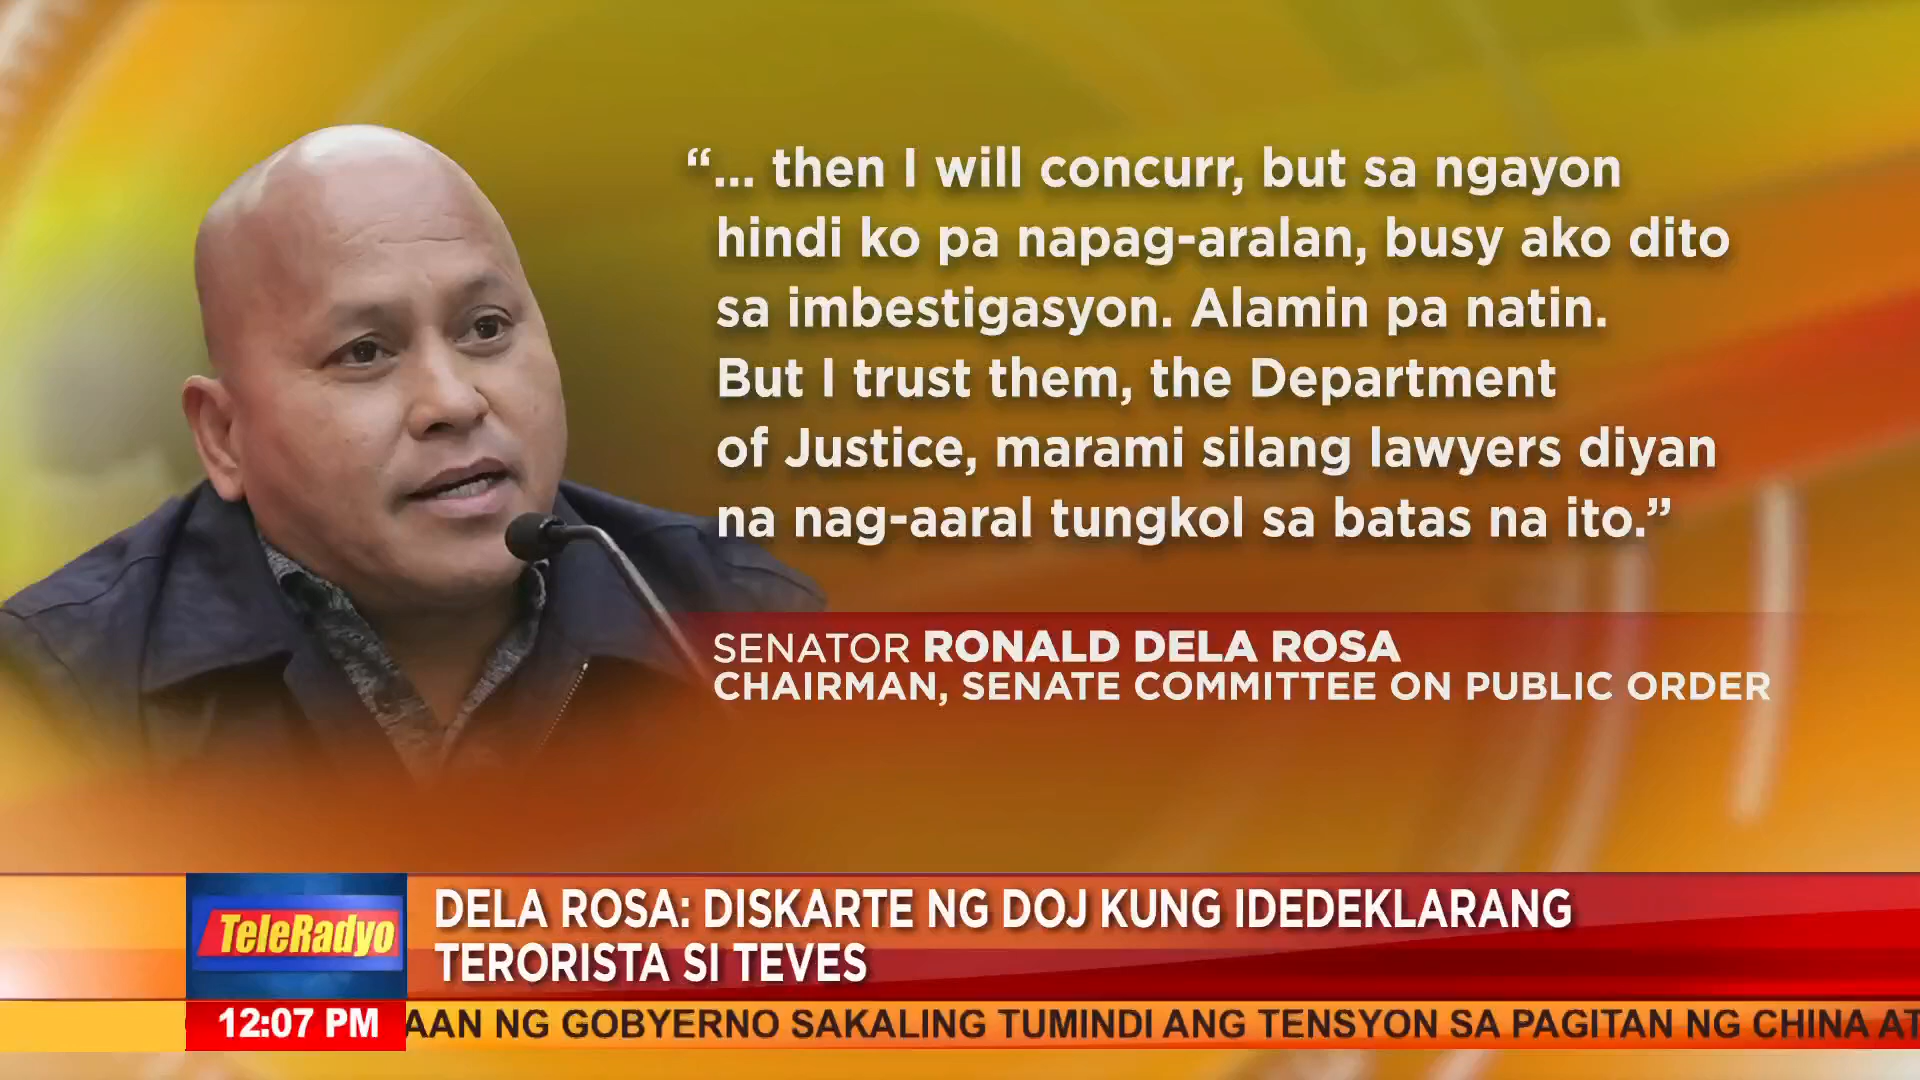 “... then I will concurr, but sa ngayon
hindi ko pa napag-aralan, busy ako dito
sa imbestigasyon. Alamin pa natin.
But I trust them, the Department
of Justice, marami silang lawyers diyan
na nag-aaral tungkol sa batas na ito.”
SENATOR RONALD DELA ROSA
CHAIRMAN, SENATE COMMITTEE ON PUBLIC ORDER
TeleRadyo
DELA ROSA: DISKARTE NG DOJ KUNG IDEDEKLARANG
TERORISTA SI TEVES
12:07 PM
AAN NG GOBYERNO SAKALING TUMINDI ANG TENSYON SA PAGITAN NG CHINA AT